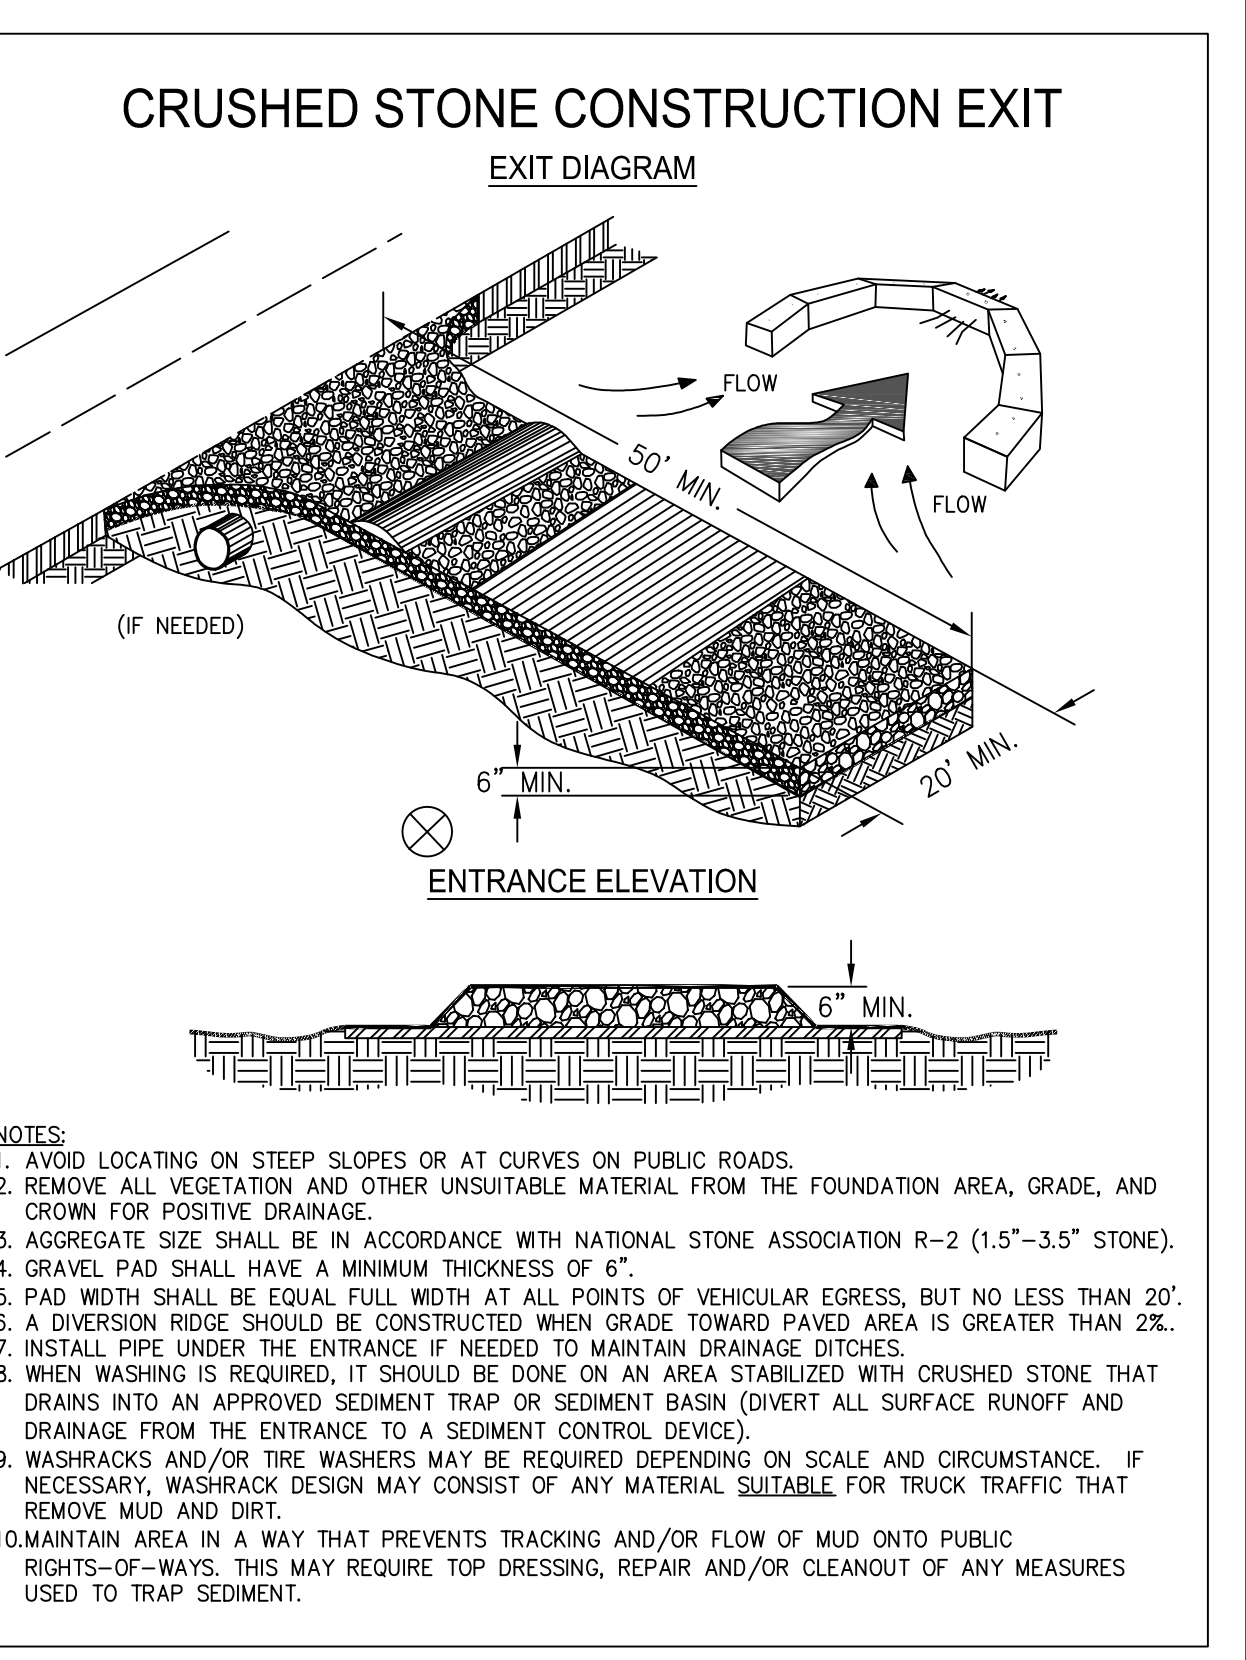 CRUSHED STONE CONSTRUCTION EXIT
EXIT DIAGRAM
FLOW
50' MIN.
FLOW
(IF NEEDED)
20' MIN.
6" MIN.
ENTRANCE ELEVATION
6" MIN.
NOTES:
1. AVOID LOCATING ON STEEP SLOPES OR AT CURVES ON PUBLIC ROADS.
2. REMOVE ALL VEGETATION AND OTHER UNSUITABLE MATERIAL FROM THE FOUNDATION AREA, GRADE, AND
CROWN FOR POSITIVE DRAINAGE.
3. AGGREGATE SIZE SHALL BE IN ACCORDANCE WITH NATIONAL STONE ASSOCIATION R-2 (1.5"-3.5" STONE).
4. GRAVEL PAD SHALL HAVE A MINIMUM THICKNESS OF 6".
5. PAD WIDTH SHALL BE EQUAL FULL WIDTH AT ALL POINTS OF VEHICULAR EGRESS, BUT NO LESS THAN 20'.
6. A DIVERSION RIDGE SHOULD BE CONSTRUCTED WHEN GRADE TOWARD PAVED AREA IS GREATER THAN 2%..
7. INSTALL PIPE UNDER THE ENTRANCE IF NEEDED TO MAINTAIN DRAINAGE DITCHES.
8. WHEN WASHING IS REQUIRED, IT SHOULD BE DONE ON AN AREA STABILIZED WITH CRUSHED STONE THAT
DRAINS INTO AN APPROVED SEDIMENT TRAP OR SEDIMENT BASIN (DIVERT ALL SURFACE RUNOFF AND
DRAINAGE FROM THE ENTRANCE TO A SEDIMENT CONTROL DEVICE).
9. WASHRACKS AND/OR TIRE WASHERS MAY BE REQUIRED DEPENDING ON SCALE AND CIRCUMSTANCE. IF
NECESSARY, WASHRACK DESIGN MAY CONSIST OF ANY MATERIAL SUITABLE FOR TRUCK TRAFFIC THAT
REMOVE MUD AND DIRT.
10.MAINTAIN AREA IN A WAY THAT PREVENTS TRACKING AND/OR FLOW OF MUD ONTO PUBLIC
RIGHTS-OF-WAYS. THIS MAY REQUIRE TOP DRESSING, REPAIR AND/OR CLEANOUT OF ANY MEASURES
USED TO TRAP SEDIMENT.